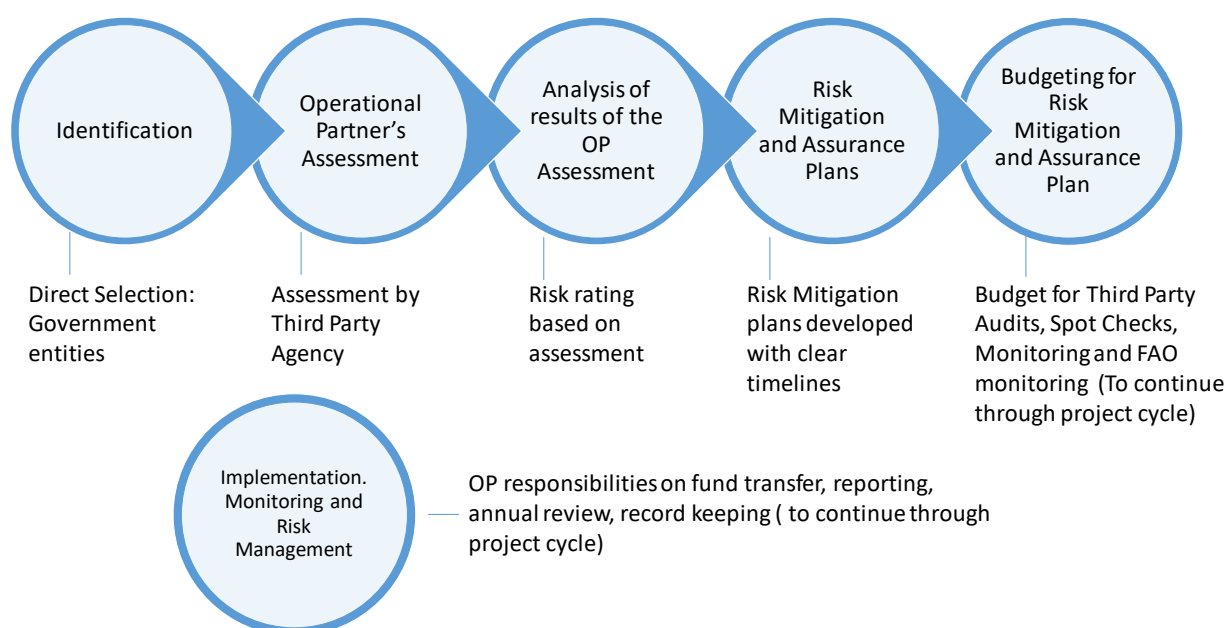 Identification
Operational
Partner's
Assessment
Analysis of
results of the
OP
Assessment
Risk
Mitigation
and Assurance
Plans
Budgeting for
Risk
Mitigation
and Assurance
Plan
Direct Selection:
Government
entities
Assessment by
Third Party
Agency
Risk rating
based on
assessment
Risk Mitigation
plans developed
with clear
timelines
Budget for Third Party
Audits, Spot Checks,
Monitoring and FAO
monitoring (To continue
through project cycle)
Implementation.
Monitoring and
Risk
Management
OP responsibilities on fund transfer, reporting,
annual review, record keeping ( to continue through
project cycle)